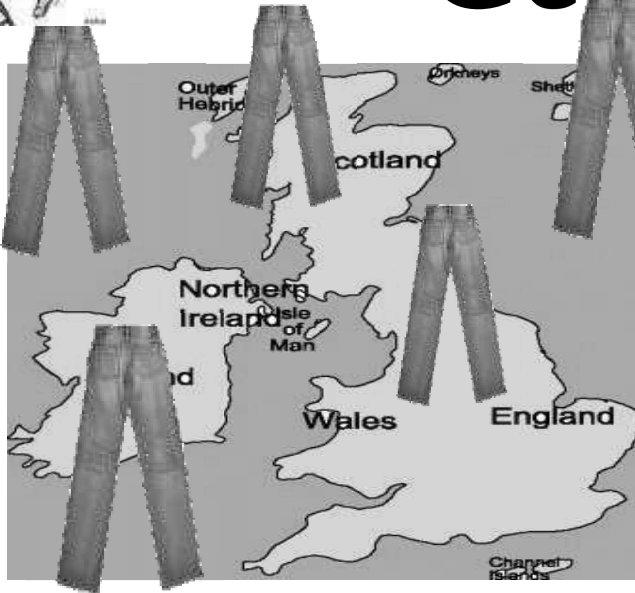 Orkneys
Outer
Hebrid
Shet
cotland
Northern
Ireland
Isle
of
Man
nd
Wales
England
Channel
Islands